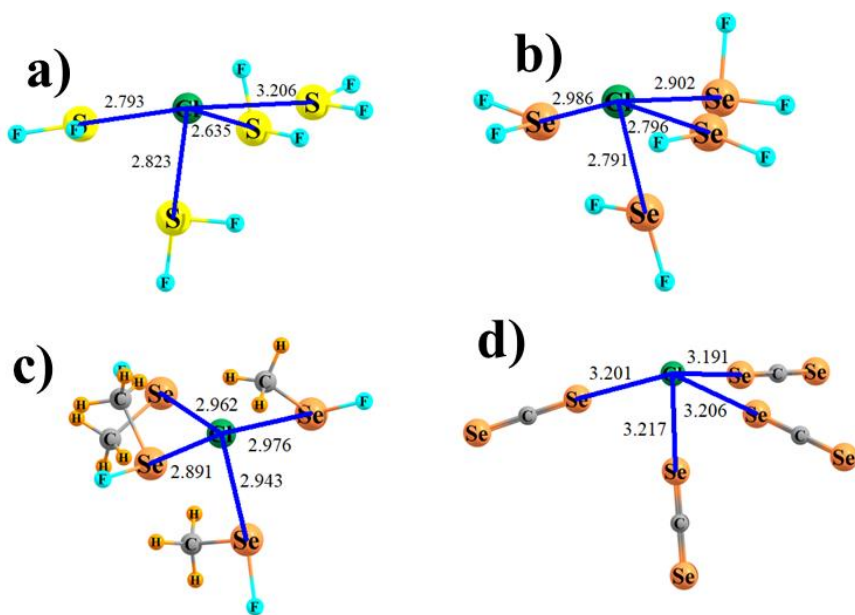 a)
F
2.793
Cl
3.206
F
S
F
S
F
F
S
2.635
F
2.823
S
F
F
b)
F
2.902
F
2.986
Cl
Se
F
F
Se
2.796
Se
F
F
2.791
F
Se
F
c)
H
F
H
H
C
Se
C
H
H
2.962
Se
F
H
C
Cl
2.976
H
Se
F
2.891
H
H
2.943
H
H
C
Se
H
F
d)
3.191
3.201
Cl
Se
C
Se
Se
3.206
Se
C
C
Se
3.217
Se
Se
C
Se